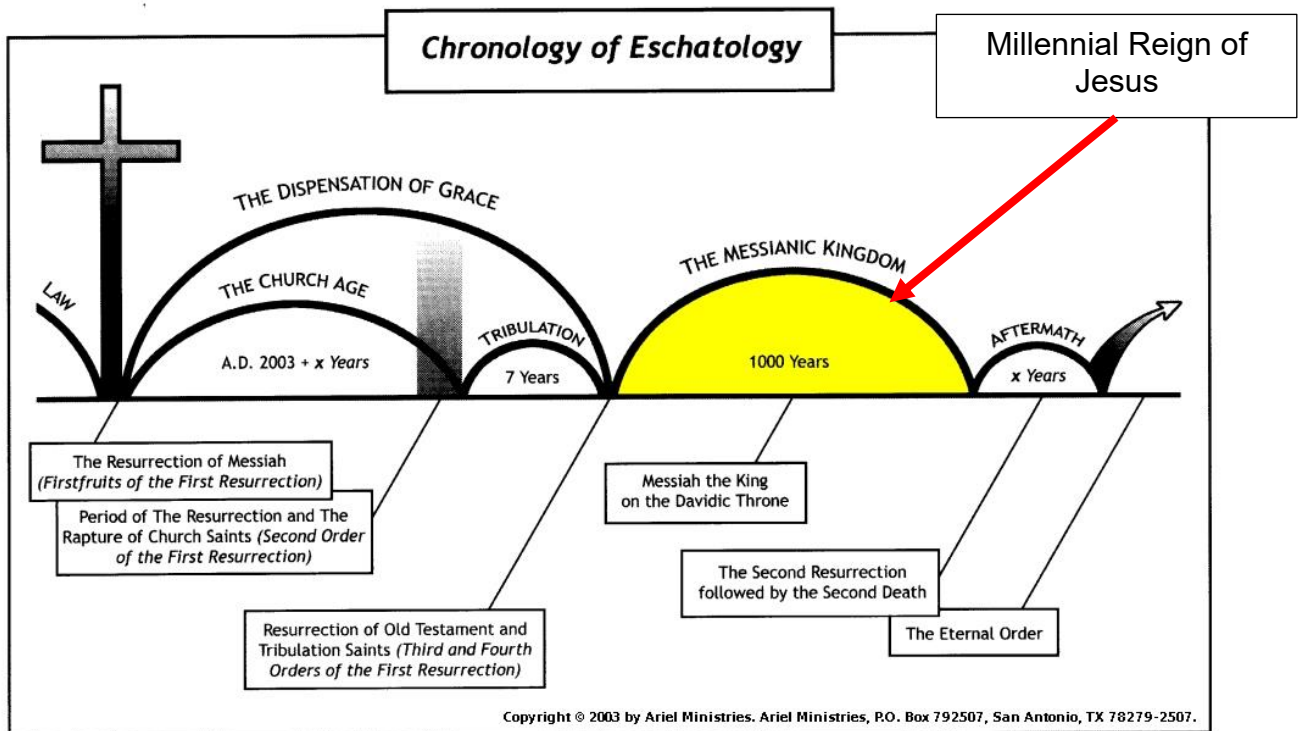 Chronology of Eschatology
Millennial Reign of
Jesus
LAW
THE DISPENSATION OF GRACE
THE CHURCH AGE
A.D. 2003 + x Years
TRIBULATION
7 Years
THE MESSIANIC KINGDOM
1000 Years
AFTERMATH
x Years
The Resurrection of Messiah
(Firstfruits of the First Resurrection)
Period of The Resurrection and The
Rapture of Church Saints (Second Order
of the First Resurrection)
Resurrection of Old Testament and
Tribulation Saints (Third and Fourth
Orders of the First Resurrection)
Messiah the King
on the Davidic Throne
The Second Resurrection
followed by the Second Death
The Eternal Order
Copyright © 2003 by Ariel Ministries. Ariel Ministries, P.O. Box 792507, San Antonio, TX 78279-2507.